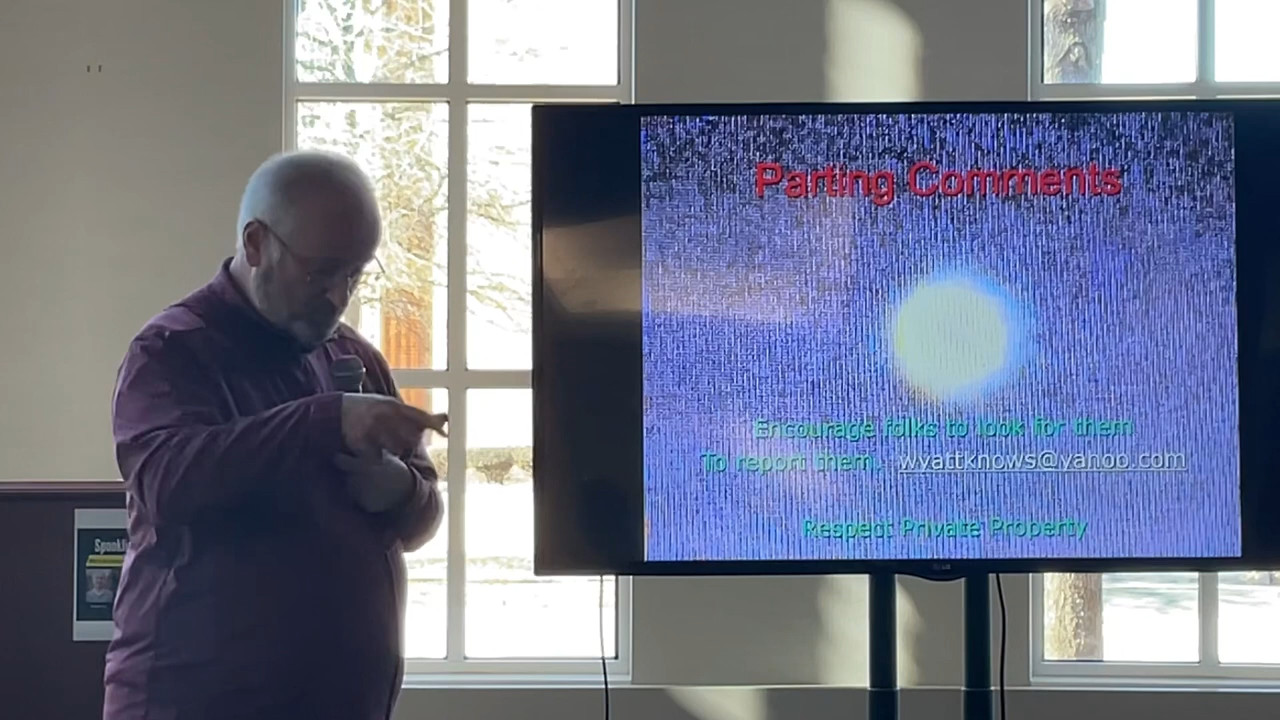 Parting Comments
Encourage folks to look for them
To report them, wyattknows@yahoo.com
Respect Private Property